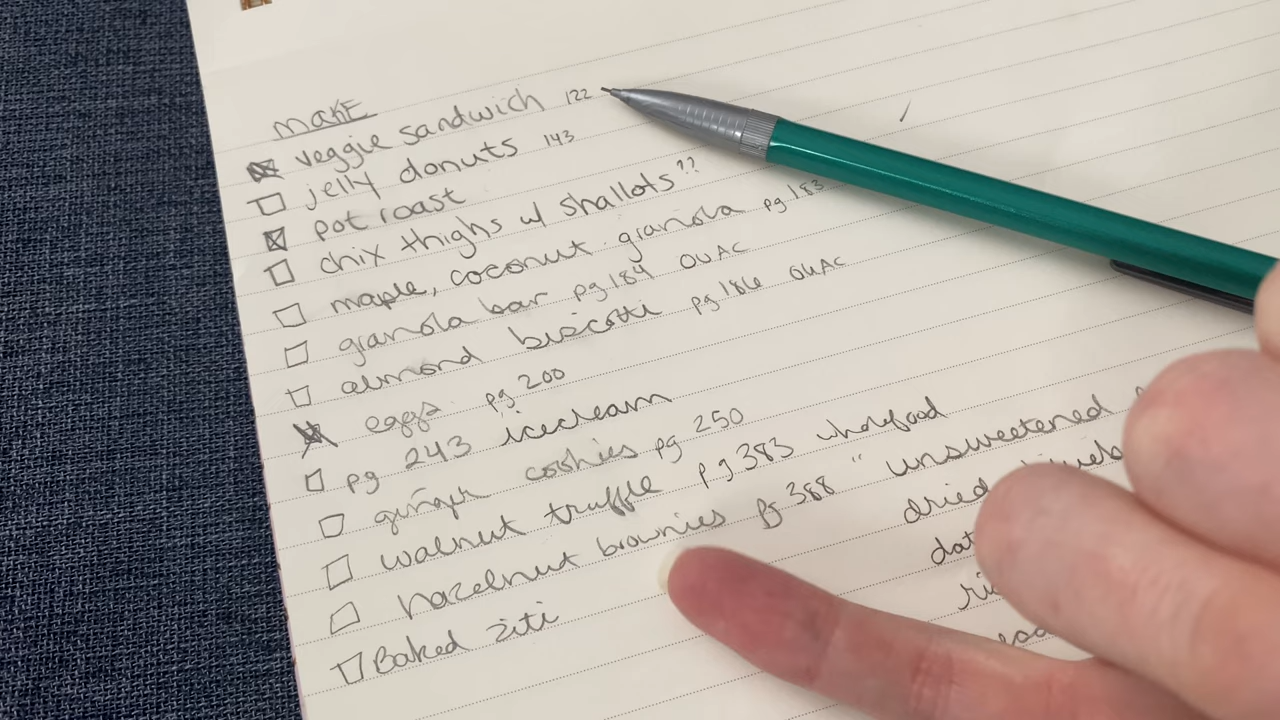 MAKE
veggie sandwich 122
jelly donuts 143
pot roast
chix thighs w/ shallots??
maple, coconut granola pg 183
granola bar pg 184 OUAC
almond biscotti pg 186 OUAC
eggs pg 200
pg 243 icecream
cookies pg 250
walnut truffle pg 383 wholefood
hazelnut brownies pg 388 " unsweetened
Baked ziti
dried